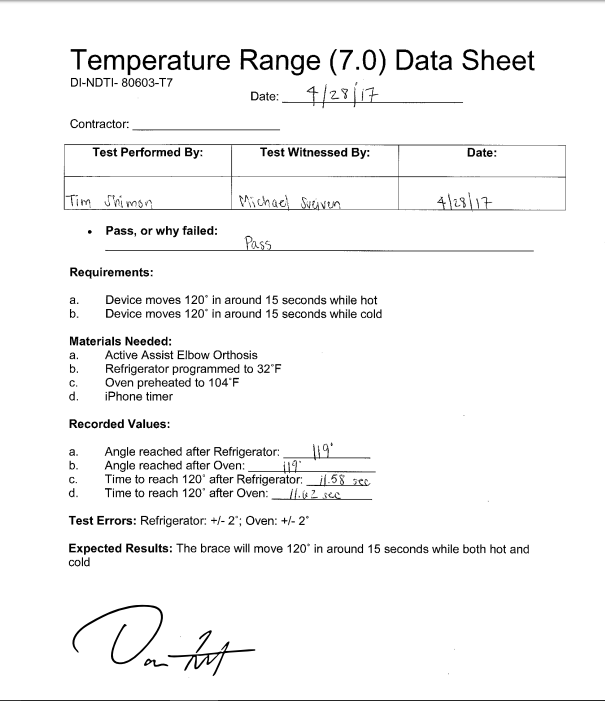 Temperature Range (7.0) Data Sheet
DI-NDTI- 80603-T7
Date: 4/28/17
Contractor:
Test Performed By: Test Witnessed By: Date:
Tim Shimon Michael 4/28/17
• Pass, or why failed:
Pass
Requirements:
a. Device moves 120° in around 15 seconds while hot
b. Device moves 120° in around 15 seconds while cold
Materials Needed:
a. Active Assist Elbow Orthosis
b. Refrigerator programmed to 32°F
c. Oven preheated to 104°F
d. iPhone timer
Recorded Values:
a. Angle reached after Refrigerator: 119°
b. Angle reached after Oven: 119°
c. Time to reach 120° after Refrigerator: 11.58 sec
d. Time to reach 120° after Oven: 11.62 sec
Test Errors: Refrigerator: +/- 2°; Oven: +/- 2°
Expected Results: The brace will move 120° in around 15 seconds while both hot and
cold